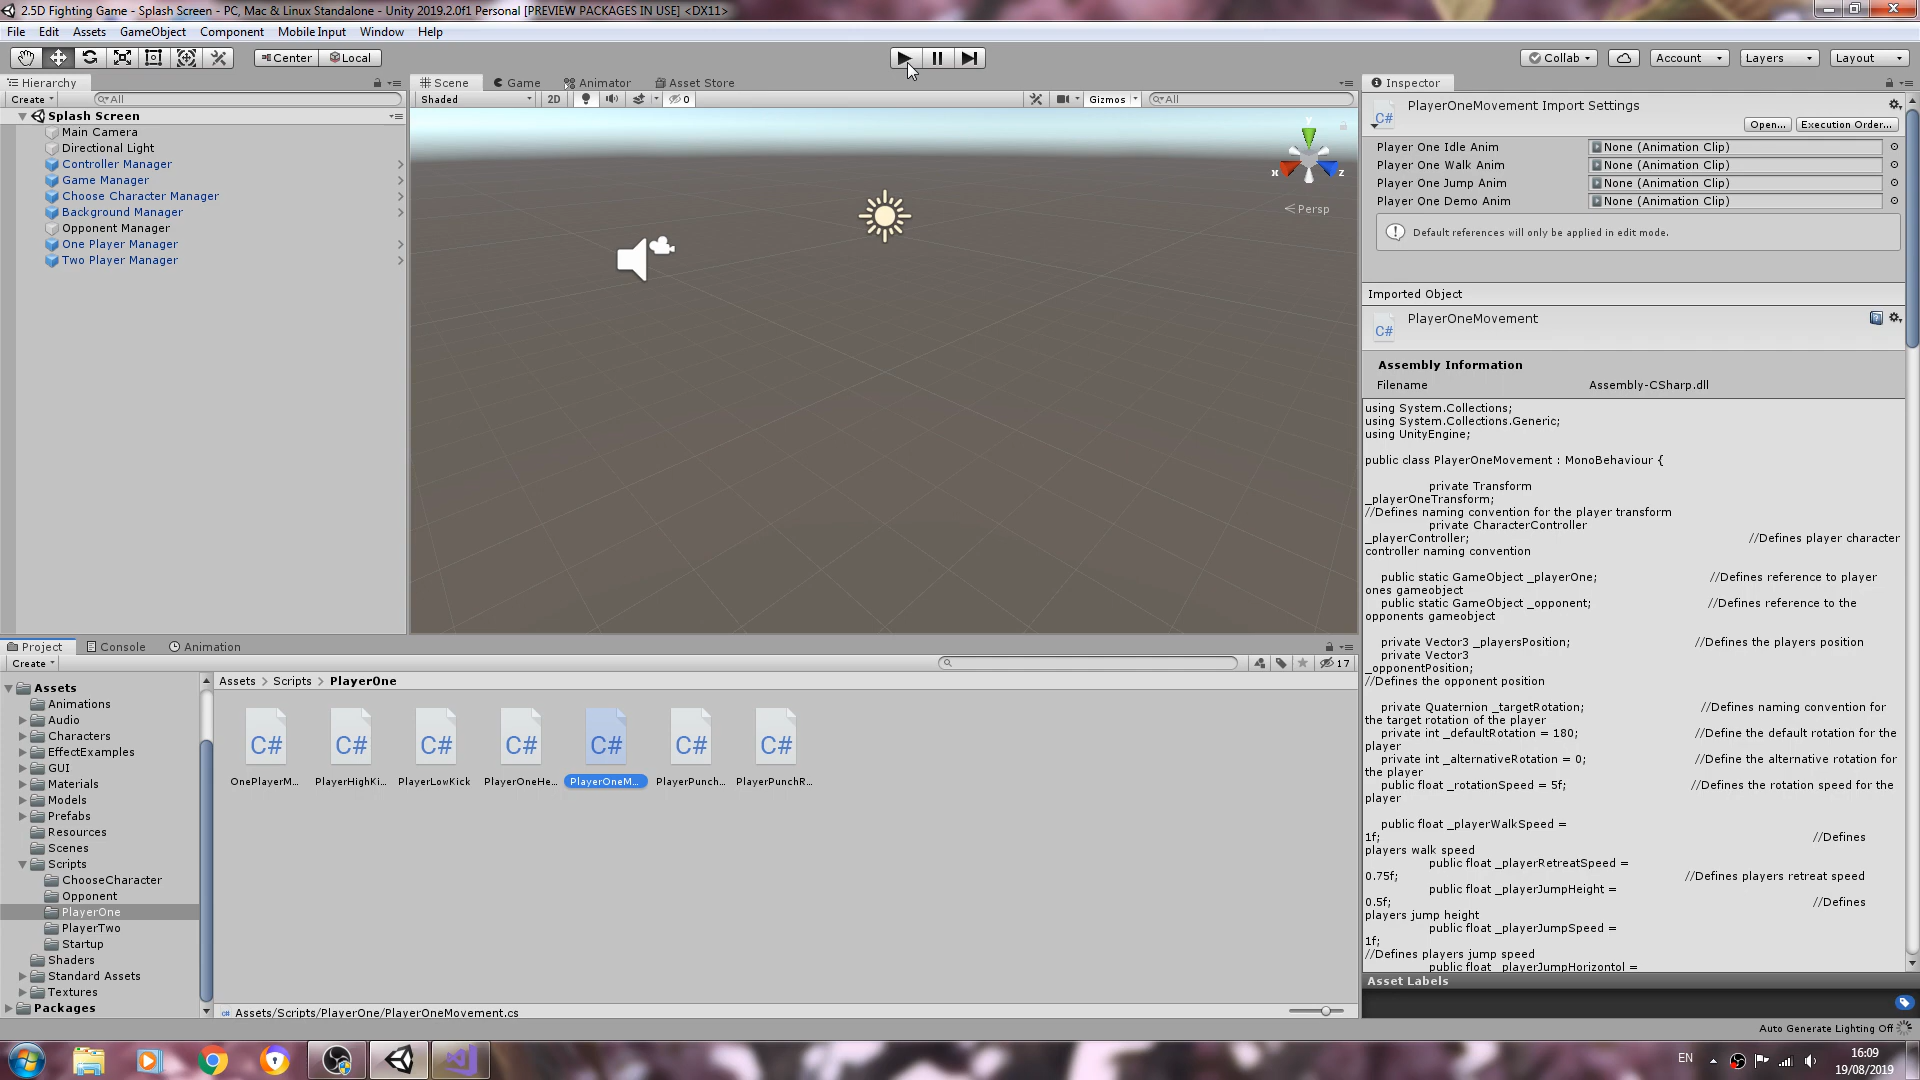 2.5D Fighting Game - Splash Screen - PC, Mac & Linux Standalone - Unity 2019.2.0f1 Personal [PREVIEW PACKAGES IN USE] <DX11>
File Edit Assets GameObject Component Mobile Input Window Help
Center Local Collab Account Layers Layout
Hierarchy
Create All
Splash Screen
Main Camera
Directional Light
Controller Manager
Game Manager
Choose Character Manager
Background Manager
Opponent Manager
One Player Manager
Two Player Manager
Scene Game Animator Asset Store
Shaded 2D 0 Gizmos All
y
x z
Persp
Inspector
PlayerOneMovement Import Settings
Open... Execution Order...
Player One Idle Anim None (Animation Clip)
Player One Walk Anim None (Animation Clip)
Player One Jump Anim None (Animation Clip)
Player One Demo Anim None (Animation Clip)
Default references will only be applied in edit mode.
Imported Object
PlayerOneMovement
C#
Assembly Information
Filename Assembly-CSharp.dll
using System.Collections;
using System.Collections.Generic;
using UnityEngine;
public class PlayerOneMovement : MonoBehaviour {
private Transform
_playerOneTransform;
//Defines naming convention for the player transform
private CharacterController
_playerController; //Defines player character
controller naming convention
public static GameObject _playerOne; //Defines reference to player
ones gameobject
public static GameObject _opponent; //Defines reference to the
opponents gameobject
private Vector3 _playersPosition; //Defines the players position
private Vector3
_opponentPosition;
//Defines the opponent position
private Quaternion _targetRotation; //Defines naming convention for
the target rotation of the player
private int _defaultRotation = 180; //Define the default rotation for the
player
private int _alternativeRotation = 0; //Define the alternative rotation for
the player
public float _rotationSpeed = 5f; //Defines the rotation speed for the
player
public float _playerWalkSpeed =
1f; //Defines
players walk speed
public float _playerRetreatSpeed =
0.75f; //Defines players retreat speed
public float _playerJumpHeight =
0.5f; //Defines
players jump height
public float _playerJumpSpeed =
1f;
//Defines players jump speed
public float _playerJumpHorizontol =
Asset Labels
Project Console Animation
Create 17
Assets
Animations
Audio
Characters
EffectExamples
GUI
Materials
Models
Prefabs
Resources
Scenes
Scripts
ChooseCharacter
Opponent
PlayerOne
PlayerTwo
Startup
Shaders
Standard Assets
Textures
Packages
Assets > Scripts > PlayerOne
C# C# C# C# C# C# C#
OnePlayerM... PlayerHighKi... PlayerLowKick PlayerOneHe... PlayerOneM... PlayerPunch... PlayerPunchR...
Assets/Scripts/PlayerOne/PlayerOneMovement.cs
Auto Generate Lighting Off
EN
16:09
19/08/2019